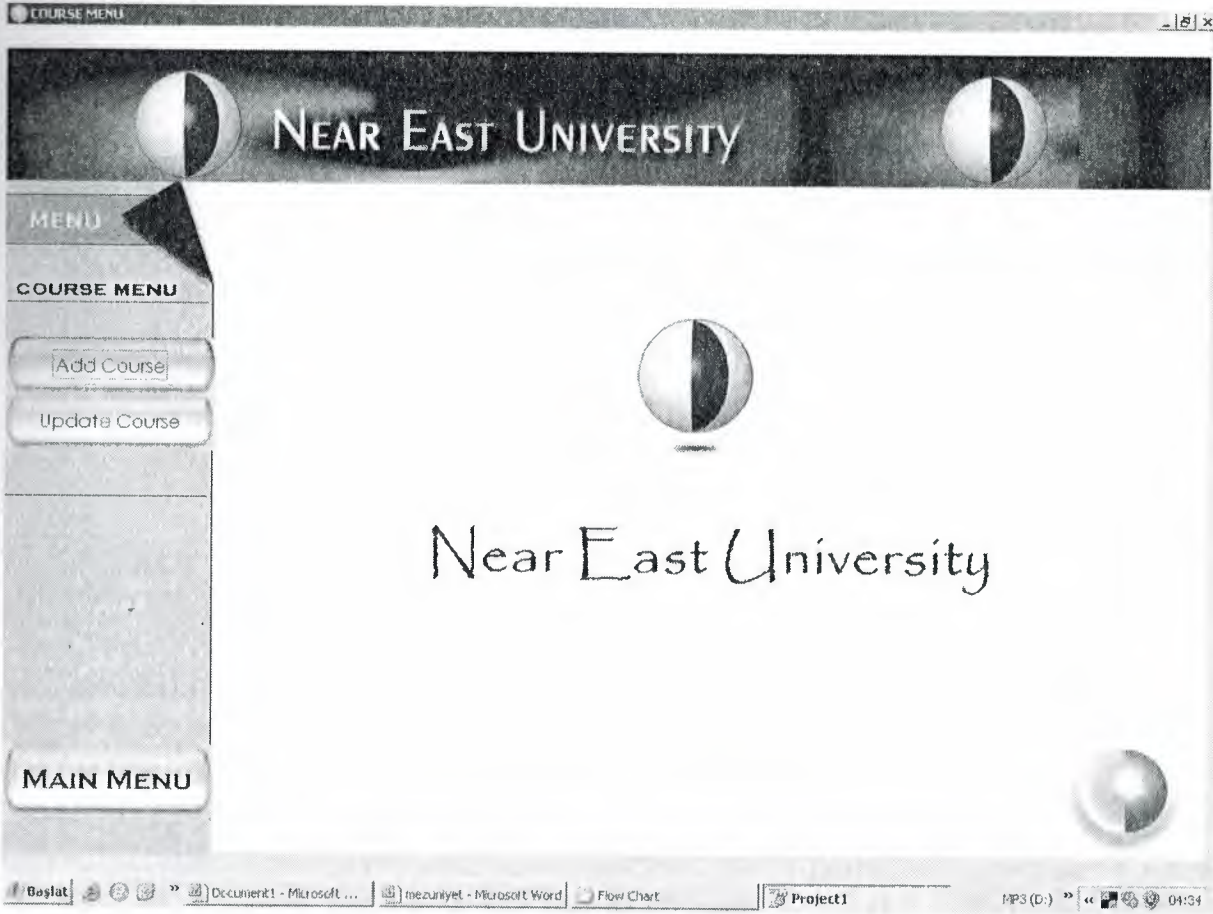 COURSE MENU
NEAR EAST UNIVERSITY
MENU
COURSE MENU
Add Course
Update Course
Near East University
MAIN MENU
Başlat » Document1 - Microsoft ... mezuniyet - Microsoft Word Flow Chart Project1 MP3 (D:) » « 04:34